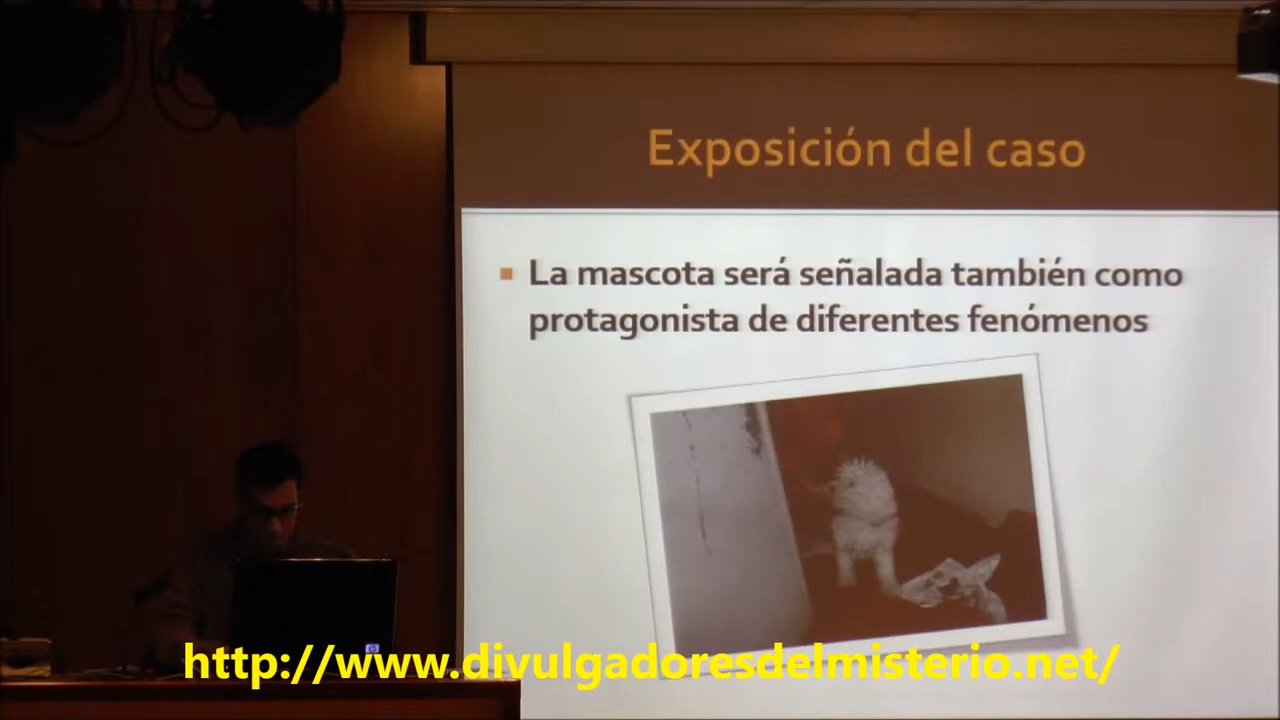 Exposición del caso
La mascota será señalada también como
protagonista de diferentes fenómenos
http://www.divulgadoresdelmisterio.net/